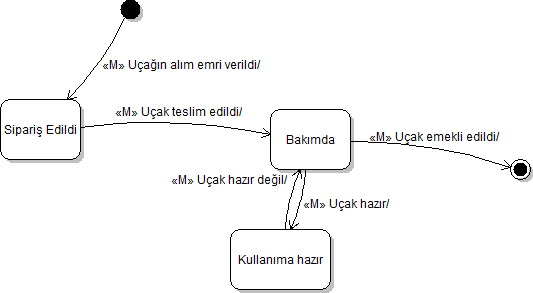 «M» Uçağın alım emri verildi/
«M» Uçak teslim edildi/
Sipariş Edildi
Bakımda
«M» Uçak emekli edildi/
«M» Uçak hazır değil/
«M» Uçak hazır/
Kullanıma hazır